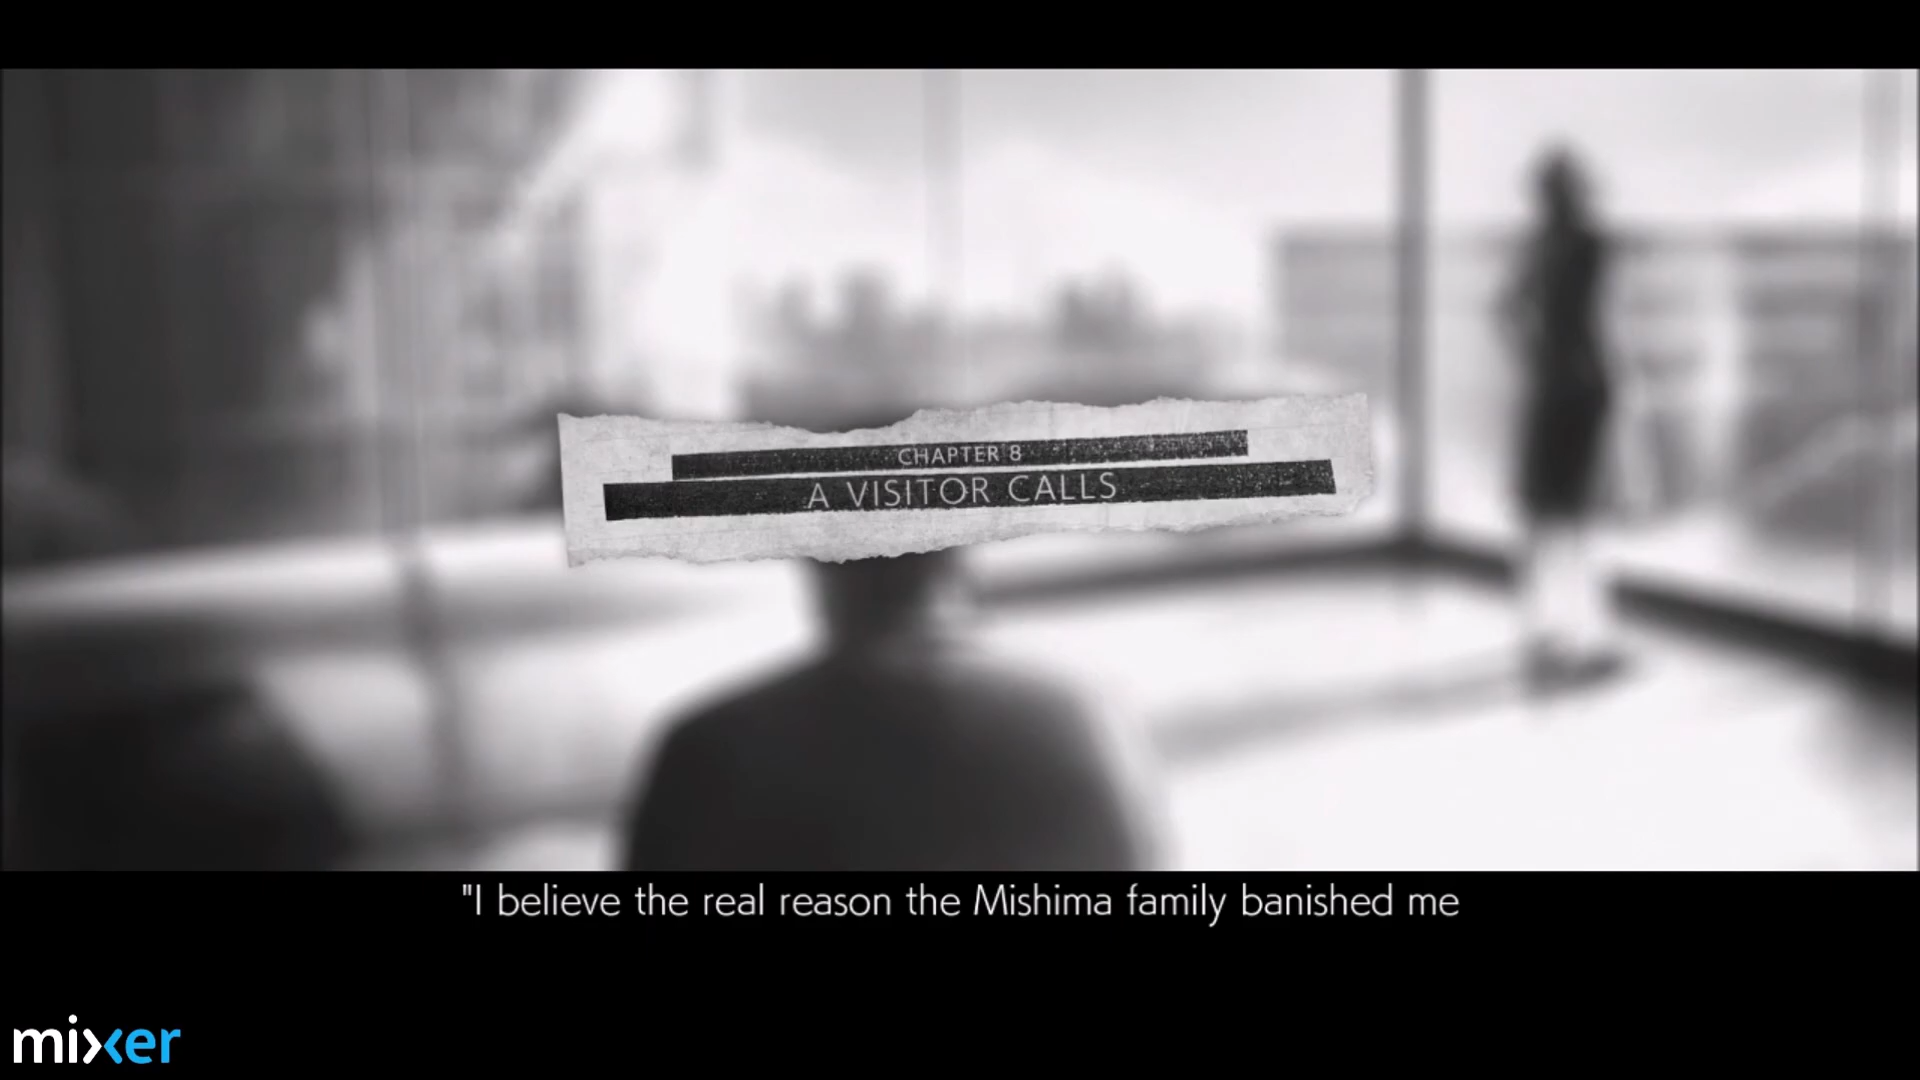 CHAPTER 8
A VISITOR CALLS
"I believe the real reason the Mishima family banished me
mixer